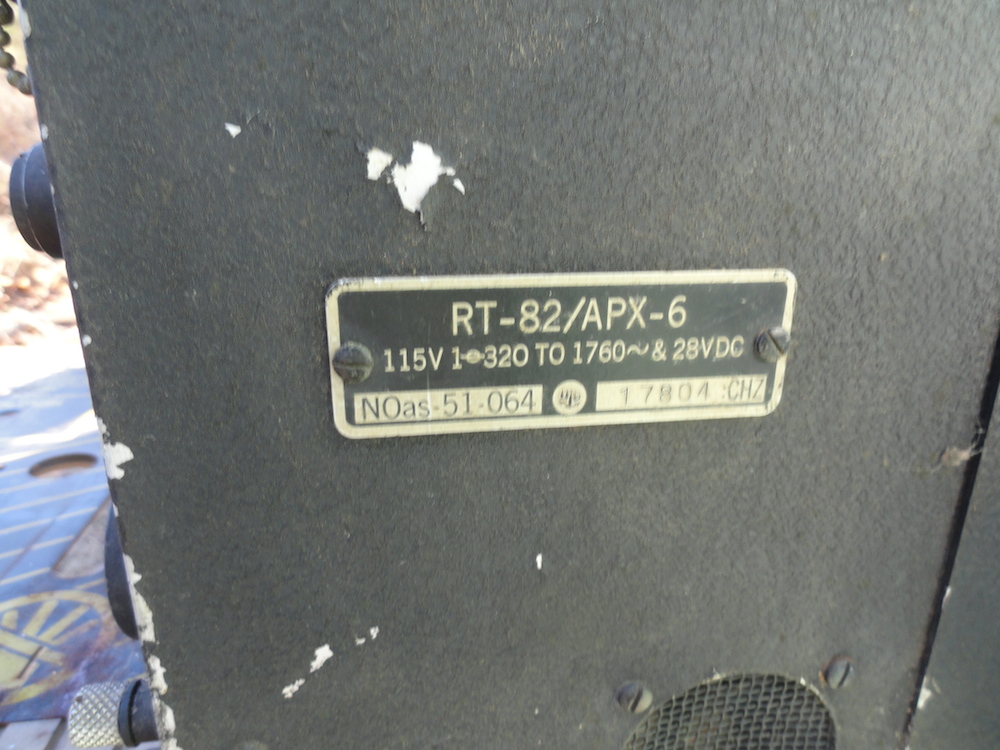 RT-82/APX-6
115V 1⌀320 TO 1760~ & 28VDC
NOas-51-064 17804 CHZ